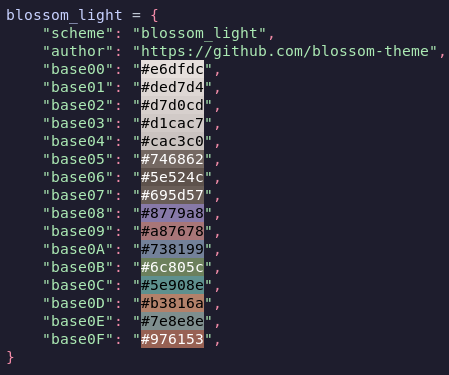 blossom_light = {
    "scheme": "blossom_light",
    "author": "https://github.com/blossom-theme",
    "base00": "#e6dfdc",
    "base01": "#ded7d4",
    "base02": "#d7d0cd",
    "base03": "#d1cac7",
    "base04": "#cac3c0",
    "base05": "#746862",
    "base06": "#5e524c",
    "base07": "#695d57",
    "base08": "#8779a8",
    "base09": "#a87678",
    "base0A": "#738199",
    "base0B": "#6c805c",
    "base0C": "#5e908e",
    "base0D": "#b3816a",
    "base0E": "#7e8e8e",
    "base0F": "#976153",
}